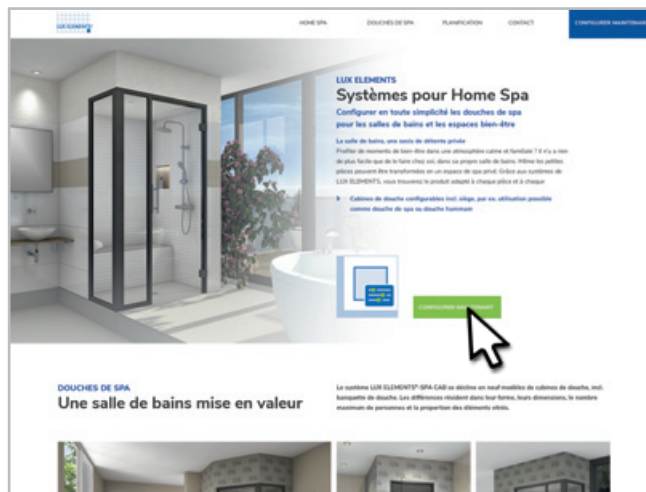 LUX ELEMENTS
HOME SPA
DOUCHES DE SPA
PLANIFICATION
CONTACT
CONFIGURER MAINTENANT
LUX ELEMENTS
Systèmes pour Home Spa
Configurer en toute simplicité les douches de spa
pour les salles de bains et les espaces bien-être
La salle de bains, une oasis de détente privée
Profiter de moments de bien-être dans une atmosphère calme et familiale ? Il n'y a rien
de plus facile que de le faire chez soi, dans sa propre salle de bains. Même les petites
pièces peuvent être transformées en un espace de spa privé. Grâce aux systèmes de
LUX ELEMENTS, vous trouverez le produit adapté à chaque pièce et à chaque
Cabines de douche configurables incl. siège, par ex. utilisation possible
comme douche de spa ou douche hammam
CONFIGURER MAINTENANT
DOUCHES DE SPA
Une salle de bains mise en valeur
Le système LUX ELEMENTS®-SPA CAB se décline en neuf modèles de cabines de douche, incl.
banquette de douche. Les différences résident dans leur forme, leurs dimensions, le nombre
maximum de personnes et la proportion des éléments vitrés.